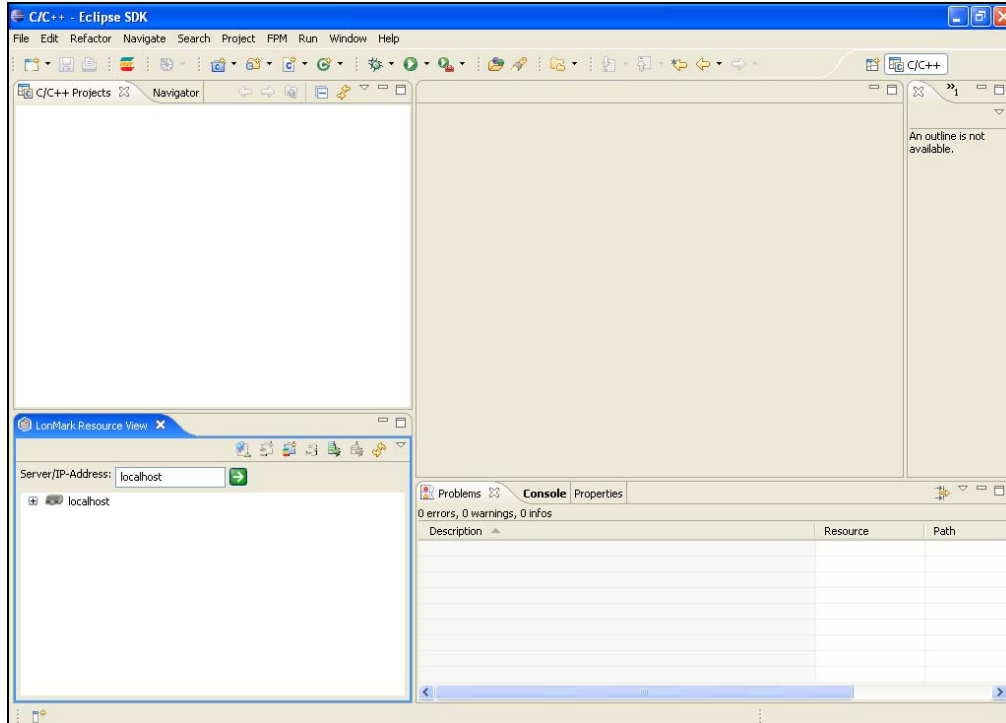 C/C++ - Eclipse SDK
File Edit Refactor Navigate Search Project FPM Run Window Help
C/C++
C/C++ Projects Navigator
»1
An outline is not
available.
LonMark Resource View
Server/IP-Address: localhost
localhost
Problems Console Properties
0 errors, 0 warnings, 0 infos
Description Resource Path